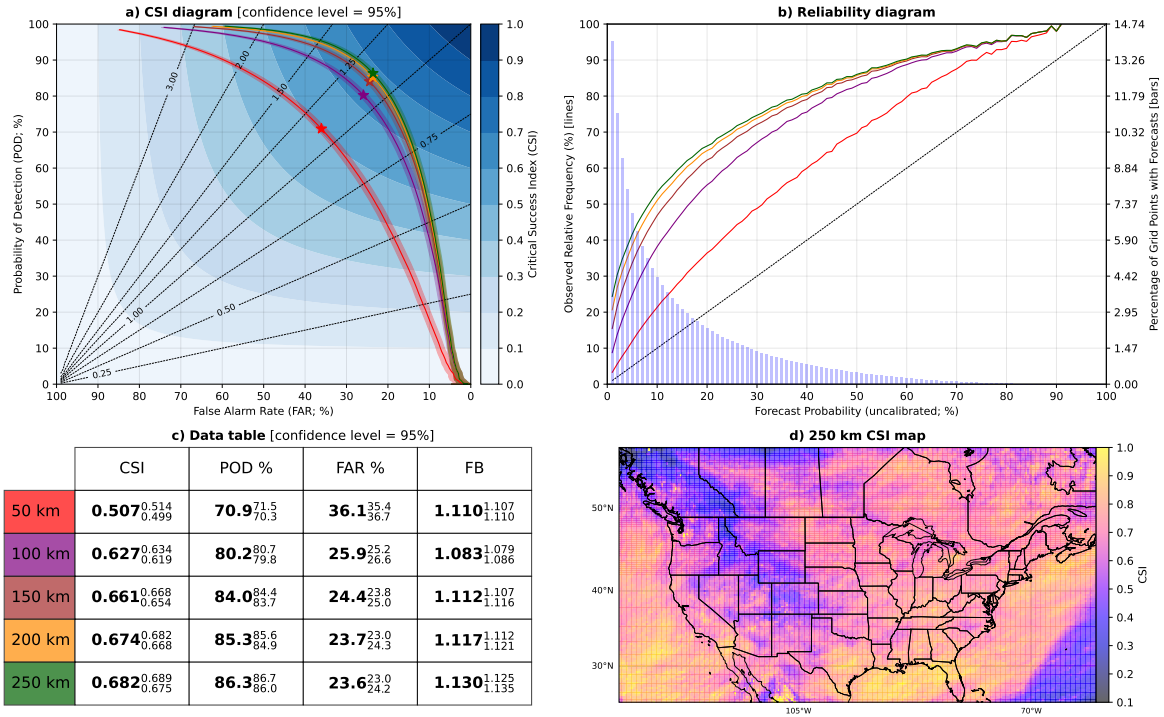 a) CSI diagram [confidence level = 95%]
Probability of Detection (POD; %)
100
90
80
70
60
50
40
30
20
10
0
3.00
2.00
1.50
1.25
1.00
0.75
0.50
0.25
100 90 80 70 60 50 40 30 20 10 0
False Alarm Rate (FAR; %)
1.0
0.9
0.8
0.7
0.6
0.5
0.4
0.3
0.2
0.1
0.0
Critical Success Index (CSI)
b) Reliability diagram
Observed Relative Frequency (%) [lines]
100
90
80
70
60
50
40
30
20
10
0
0 10 20 30 40 50 60 70 80 90 100
Forecast Probability (uncalibrated; %)
14.74
13.26
11.79
10.32
8.84
7.37
5.90
4.42
2.95
1.47
0.00
Percentage of Grid Points with Forecasts [bars]
c) Data table [confidence level = 95%]
CSI POD % FAR % FB
50 km 0.507 0.514 0.499 70.9 71.5 70.3 36.1 35.4 36.7 1.110 1.107 1.110
100 km 0.627 0.634 0.619 80.2 80.7 79.8 25.9 25.2 26.6 1.083 1.079 1.086
150 km 0.661 0.668 0.654 84.0 84.4 83.7 24.4 23.8 25.0 1.112 1.107 1.116
200 km 0.674 0.682 0.668 85.3 85.6 84.9 23.7 23.0 24.3 1.117 1.112 1.121
250 km 0.682 0.689 0.675 86.3 86.7 86.0 23.6 23.0 24.2 1.130 1.125 1.135
d) 250 km CSI map
50°N
40°N
30°N
105°W 70°W
1.0
0.9
0.8
0.7
0.6
0.5
0.4
0.3
0.2
0.1
CSI